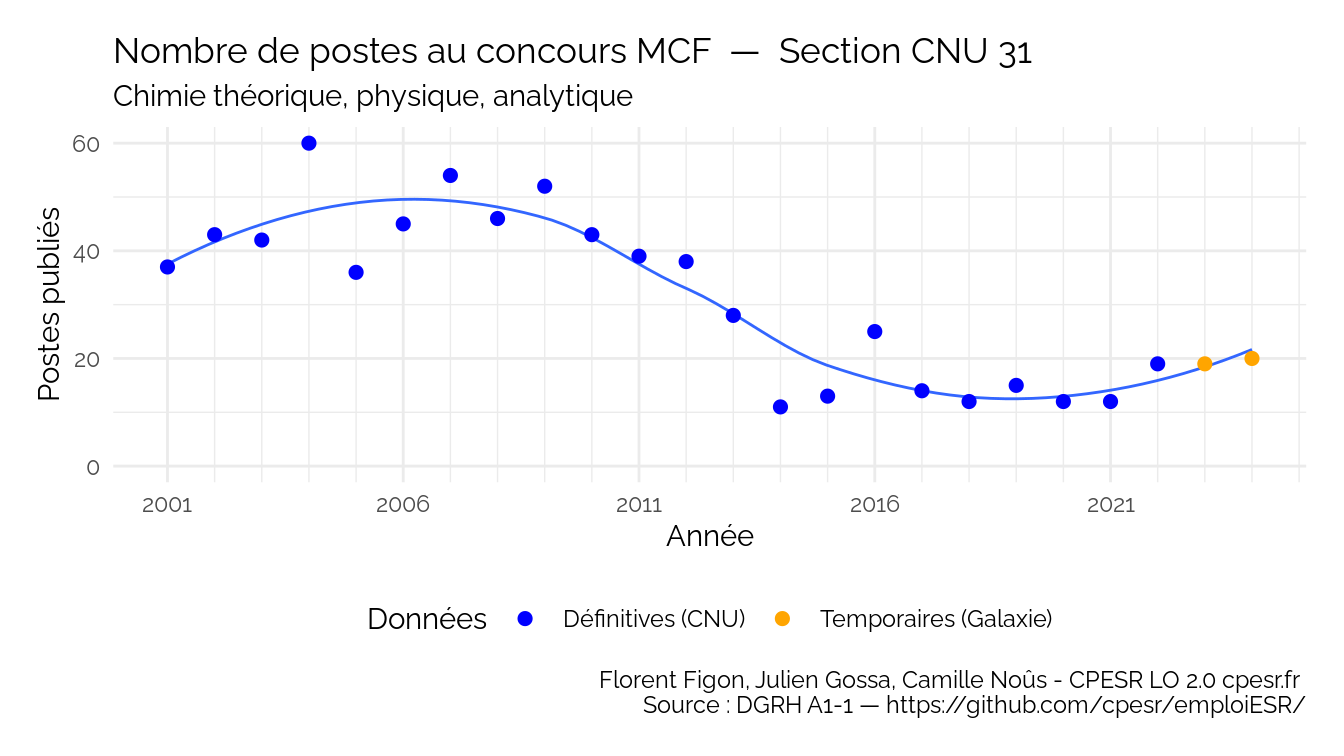 Nombre de postes au concours MCF — Section CNU 31
Chimie théorique, physique, analytique
Postes publiés
60
40
20
0
2001 2006 2011 2016 2021
Année
Données Définitives (CNU) Temporaires (Galaxie)
Florent Figon, Julien Gossa, Camille Noûs - CPESR LO 2.0 cpesr.fr
Source : DGRH A1-1 — https://github.com/cpesr/emploiESR/